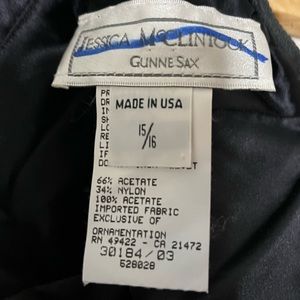 JESSICA McCLINTOCK
GUNNE SAX
MADE IN USA
15/16
66% ACETATE
34% NYLON
100% ACETATE
IMPORTED FABRIC
EXCLUSIVE OF
ORNAMENTATION
RN 49422 - CA 21472
30184/03
528028